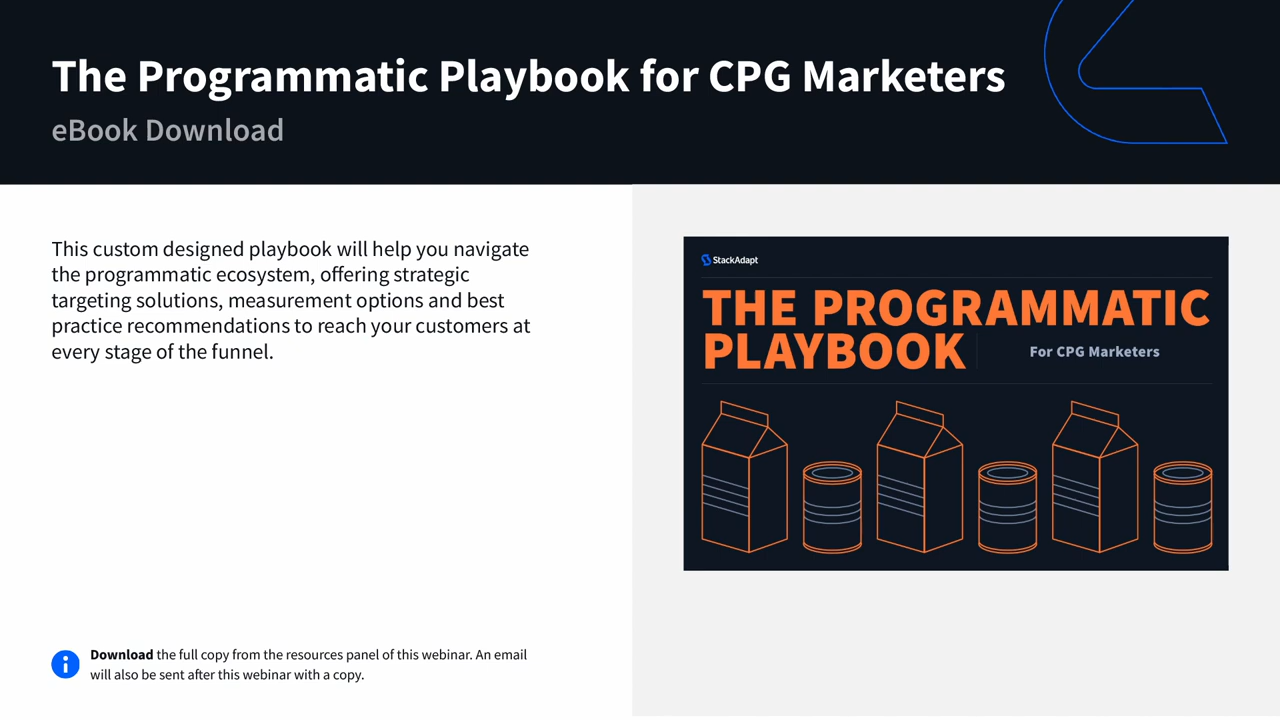 The Programmatic Playbook for CPG Marketers
eBook Download
This custom designed playbook will help you navigate
the programmatic ecosystem, offering strategic
targeting solutions, measurement options and best
practice recommendations to reach your customers at
every stage of the funnel.
Download the full copy from the resources panel of this webinar. An email
will also be sent after this webinar with a copy.
StackAdapt
THE PROGRAMMATIC
PLAYBOOK
For CPG Marketers